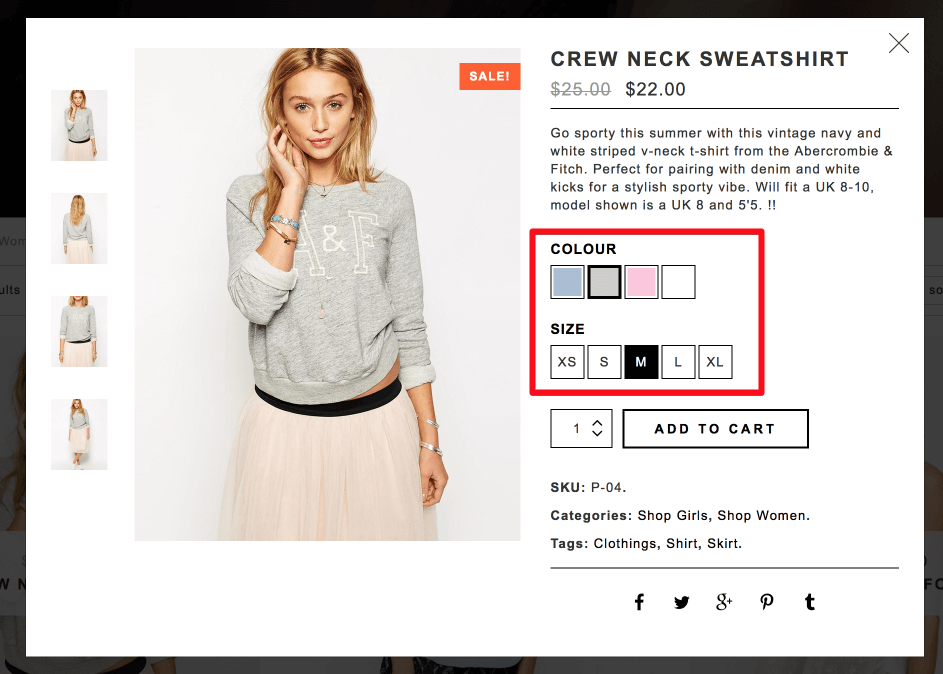 CREW NECK SWEATSHIRT
$25.00 $22.00
SALE!
Go sporty this summer with this vintage navy and
white striped v-neck t-shirt from the Abercrombie &
Fitch. Perfect for pairing with denim and white
kicks for a stylish sporty vibe. Will fit a UK 8-10,
model shown is a UK 8 and 5'5. !!
A&F
COLOUR
SIZE
XS S M L XL
1 ADD TO CART
SKU: P-04.
Categories: Shop Girls, Shop Women.
Tags: Clothings, Shirt, Skirt.